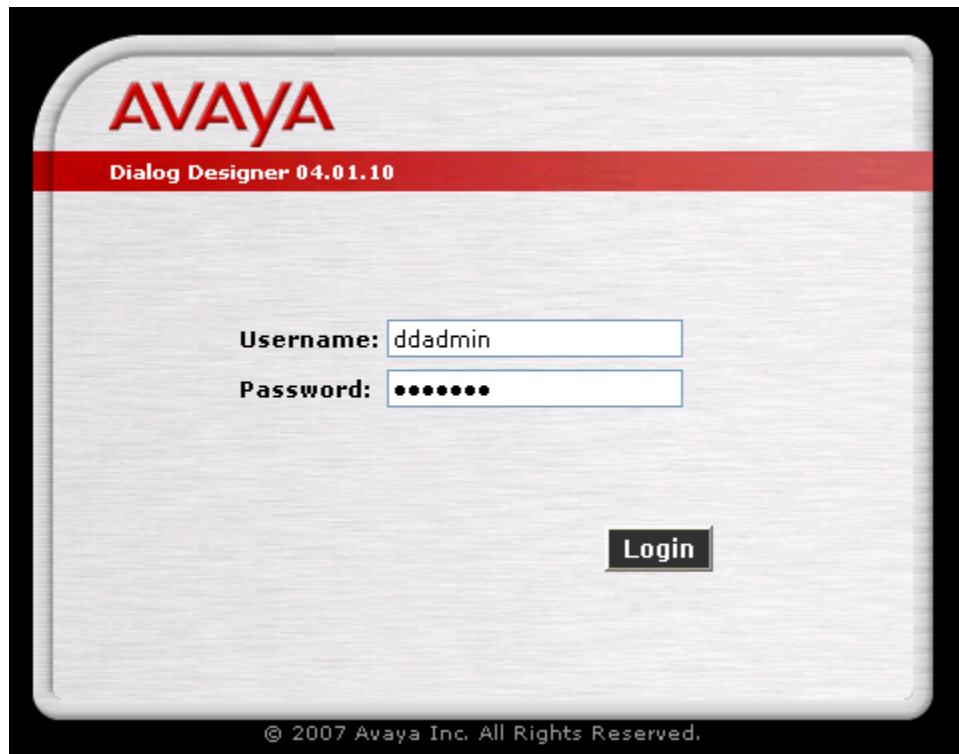 AVAYA
Dialog Designer 04.01.10
Username: ddadmin
Password: •••••••
Login
© 2007 Avaya Inc. All Rights Reserved.